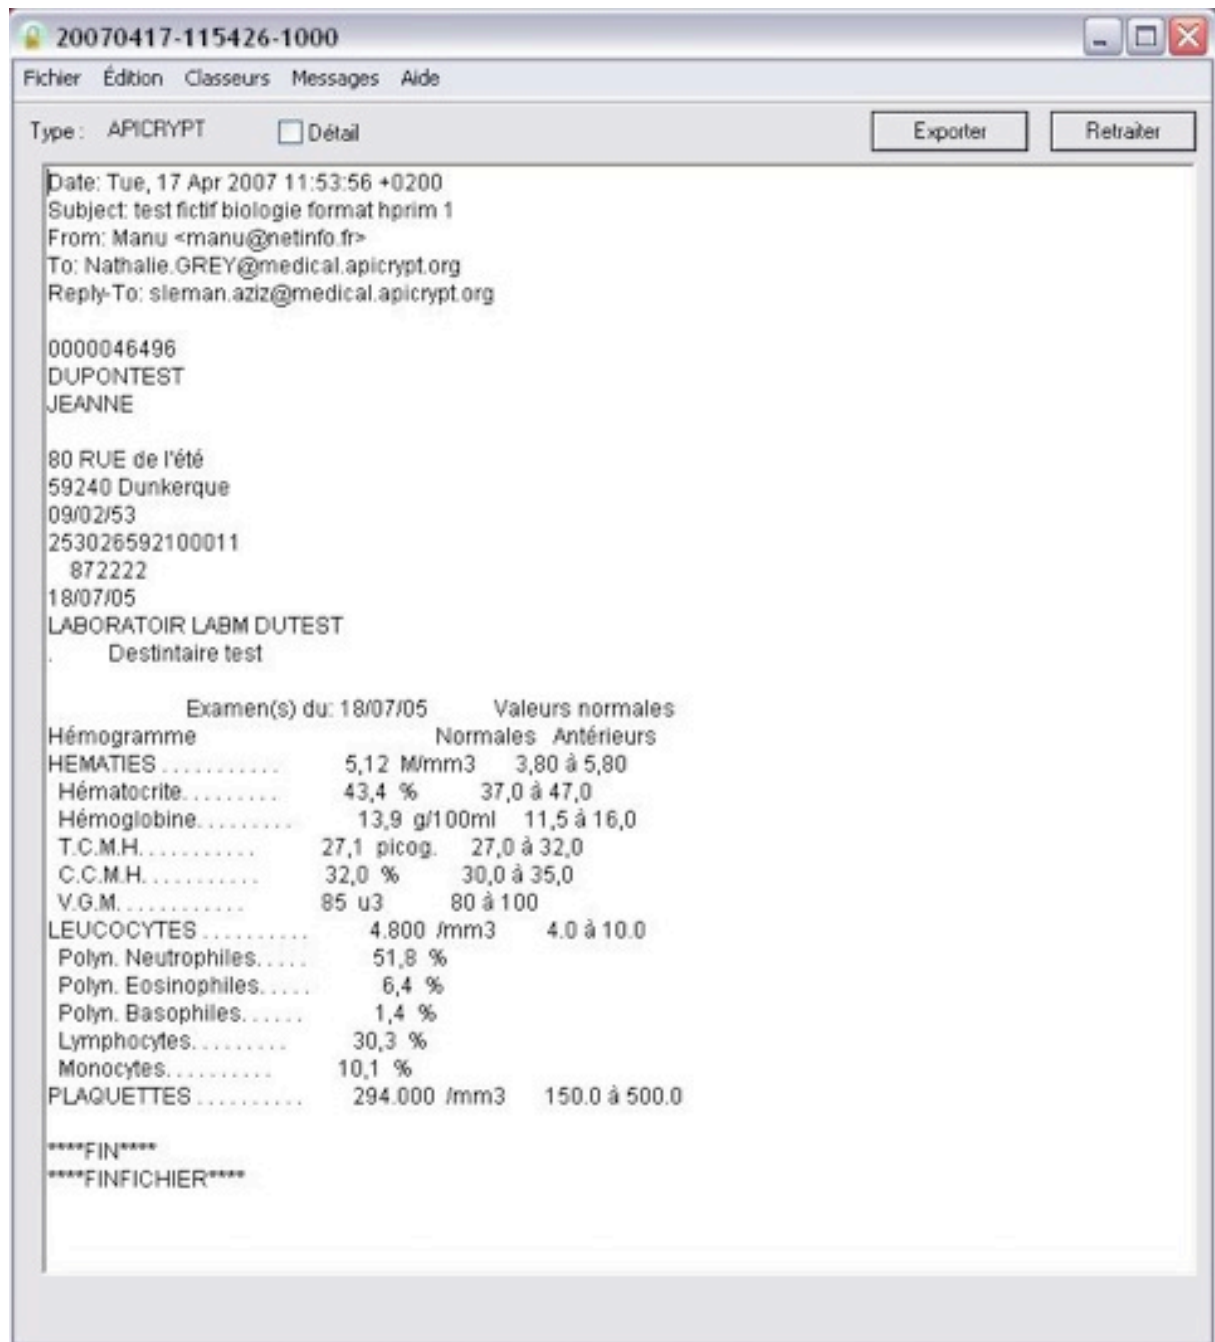 20070417-115426-1000
Fichier Édition Classeurs Messages Aide
Type : APICRYPT Détail Exporter Retraiter
Date: Tue, 17 Apr 2007 11:53:56 +0200
Subject: test fictif biologie format hprim 1
From: Manu <manu@netinfo.fr>
To: Nathalie.GREY@medical.apicrypt.org
Reply-To: sleman.aziz@medical.apicrypt.org
0000046496
DUPONTEST
JEANNE
80 RUE de l'été
59240 Dunkerque
09/02/53
253026592100011
872222
18/07/05
LABORATOIR LABM DUTEST
. Destintaire test
Examen(s) du: 18/07/05 Valeurs normales
Hémogramme Normales Antérieurs
HEMATIES . . . . . . . . . . . 5,12 M/mm3 3,80 à 5,80
Hématocrite. . . . . . . . . 43,4 % 37,0 à 47,0
Hémoglobine. . . . . . . . . 13,9 g/100ml 11,5 à 16,0
T.C.M.H. . . . . . . . . . . 27,1 picog. 27,0 à 32,0
C.C.M.H. . . . . . . . . . . 32,0 % 30,0 à 35,0
V.G.M. . . . . . . . . . . . 85 u3 80 à 100
LEUCOCYTES . . . . . . . . . . 4.800 /mm3 4.0 à 10.0
Polyn. Neutrophiles. . . . . 51,8 %
Polyn. Eosinophiles. . . . . 6,4 %
Polyn. Basophiles. . . . . . 1,4 %
Lymphocytes. . . . . . . . . 30,3 %
Monocytes. . . . . . . . . . 10,1 %
PLAQUETTES . . . . . . . . . . 294.000 /mm3 150.0 à 500.0
****FIN****
****FINFICHIER****